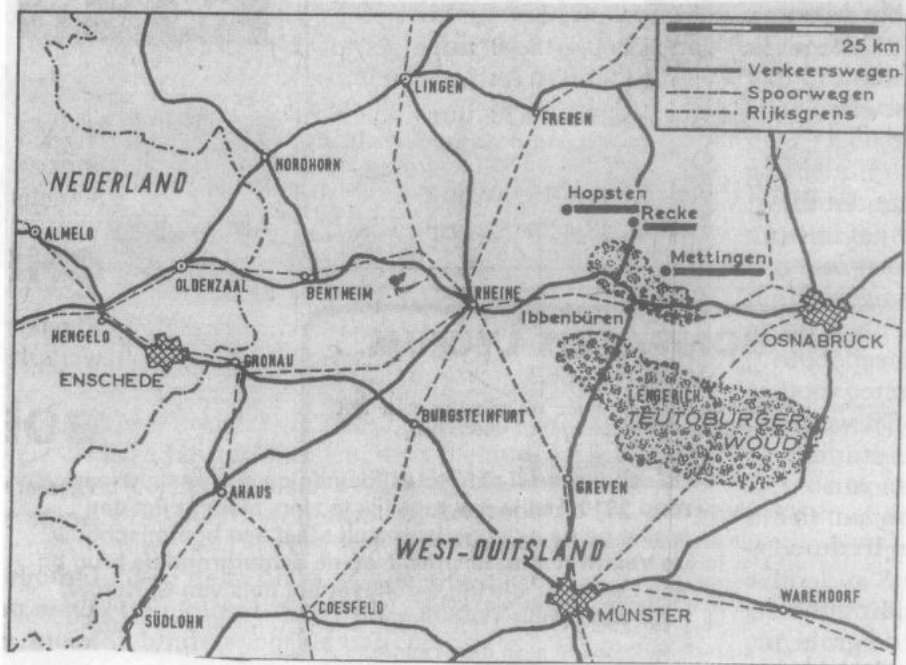 25 km
Verkeerswegen
Spoorwegen
Rijksgrens
LINGEN
FREREN
NORDHORN
NEDERLAND
Hopsten
Recke
ALMELO
Mettingen
OLDENZAAL
BENTHEIM
RHEINE
Ibbenbüren
HENGELO
OSNABRÜCK
ENSCHEDE
GRONAU
LENGERICH
TEUTOBURGER
WOUD
BURGSTEINFURT
AHAUS
GREVEN
WEST-DUITSLAND
WARENDORF
MÜNSTER
COESFELD
SÜDLOHN